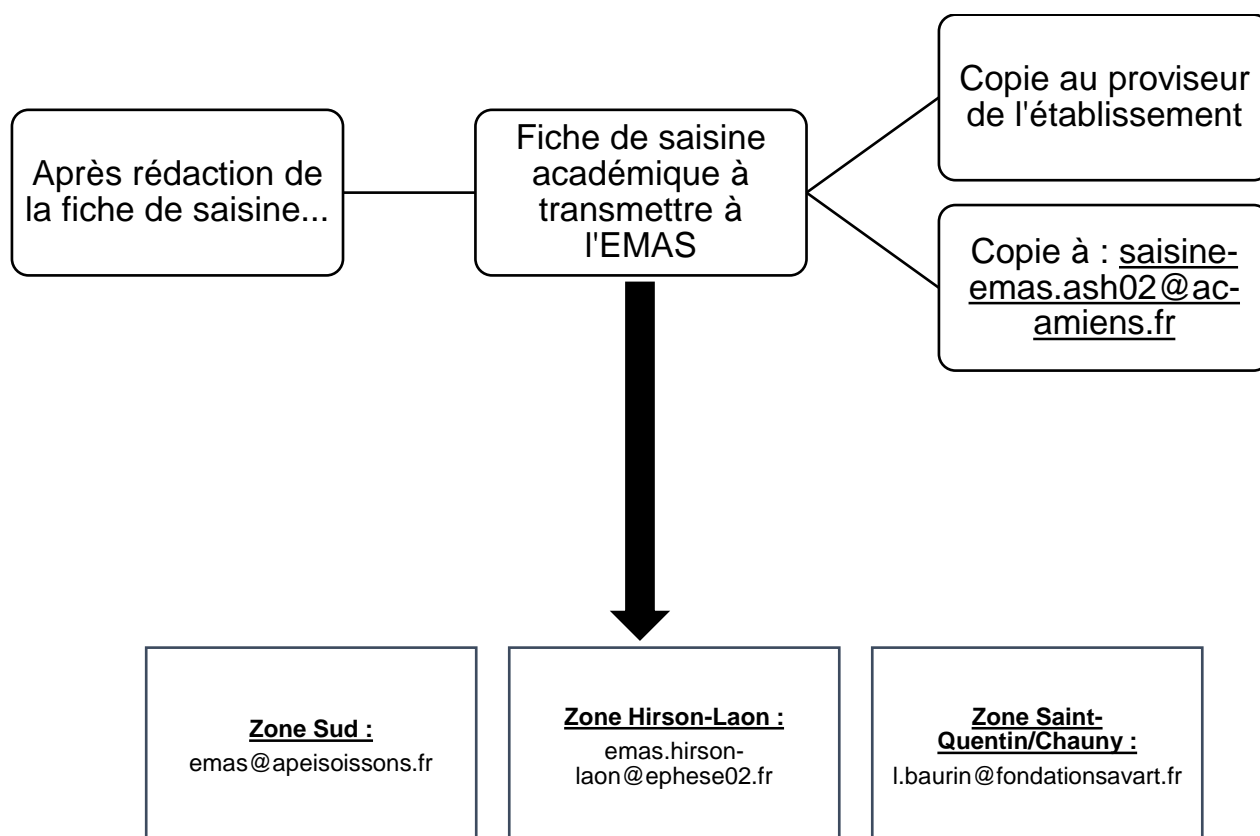 Après rédaction de
la fiche de saisine...
Fiche de saisine
académique à
transmettre à
l'EMAS
Copie au proviseur
de l'établissement
Copie à : saisine-
emas.ash02@ac-
amiens.fr
Zone Sud :
emas@apeisoissons.fr
Zone Hirson-Laon :
emas.hirson-
laon@ephese02.fr
Zone Saint-
Quentin/Chauny :
l.baurin@fondationsavart.fr